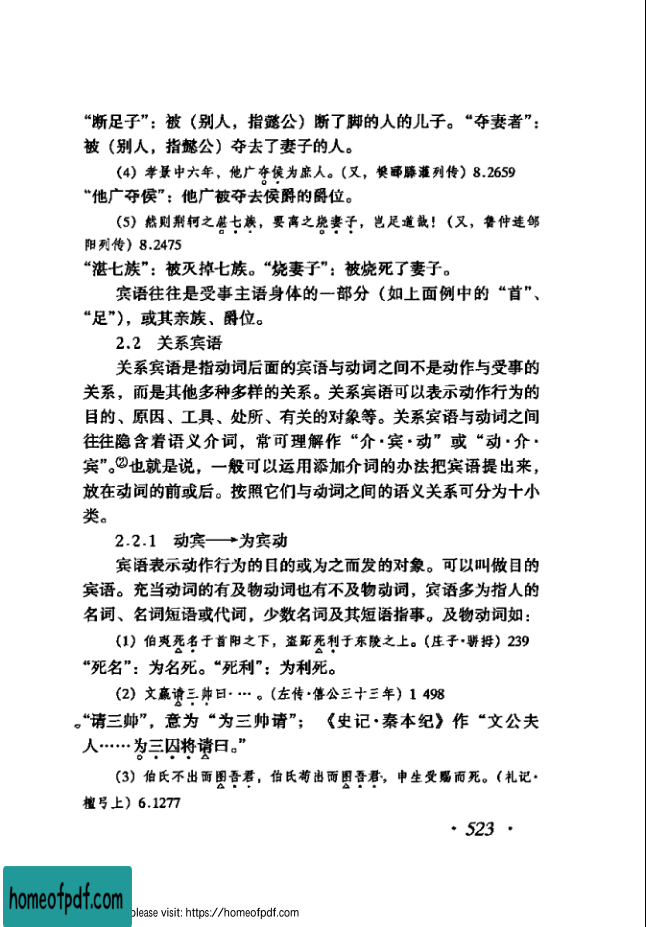 “断足子”：被（别人，指懿公）断了脚的人的儿子。“夺妻者”：
被（别人，指懿公）夺去了妻子的人。
（4）孝景中六年，他广夺侯为庶人。（又，樊郦滕灌列传）8.2659
“他广夺侯”：他广被夺去侯爵的爵位。
（5）然则荆轲之湛七族，要离之烧妻子，岂足道哉！（又，鲁仲连邹
阳列传）8.2475
“湛七族”：被灭掉七族。“烧妻子”：被烧死了妻子。
宾语往往是受事主语身体的一部分（如上面例中的“首”、
“足”），或其亲族、爵位。
2.2 关系宾语
关系宾语是指动词后面的宾语与动词之间不是动作与受事的
关系，而是其他多种多样的关系。关系宾语可以表示动作行为的
目的、原因、工具、处所、有关的对象等。关系宾语与动词之间
往往隐含着语义介词，常可理解作“介·宾·动”或“动·介·
宾”。②也就是说，一般可以运用添加介词的办法把宾语提出来，
放在动词的前或后。按照它们与动词之间的语义关系可分为十小
类。
2.2.1 动宾⟶为宾动
宾语表示动作行为的目的或为之而发的对象。可以叫做目的
宾语。充当动词的有及物动词也有不及物动词，宾语多为指人的
名词、名词短语或代词，少数名词及其短语指事。及物动词如：
（1）伯夷死名于首阳之下，盗跖死利于东陵之上。（庄子·骈拇）239
“死名”：为名死。“死利”：为利死。
（2）文嬴请三帅曰……。（左传·僖公三十三年）1 498
“请三帅”，意为“为三帅请”；《史记·秦本纪》作“文公夫
人……为三囚将请曰。”
（3）伯氏不出而图吾君，伯氏苟出而图吾君，申生受赐而死。（礼记·
檀弓上）6.1277
· 523 ·
homeofpdf.com
please visit: https://homeofpdf.com